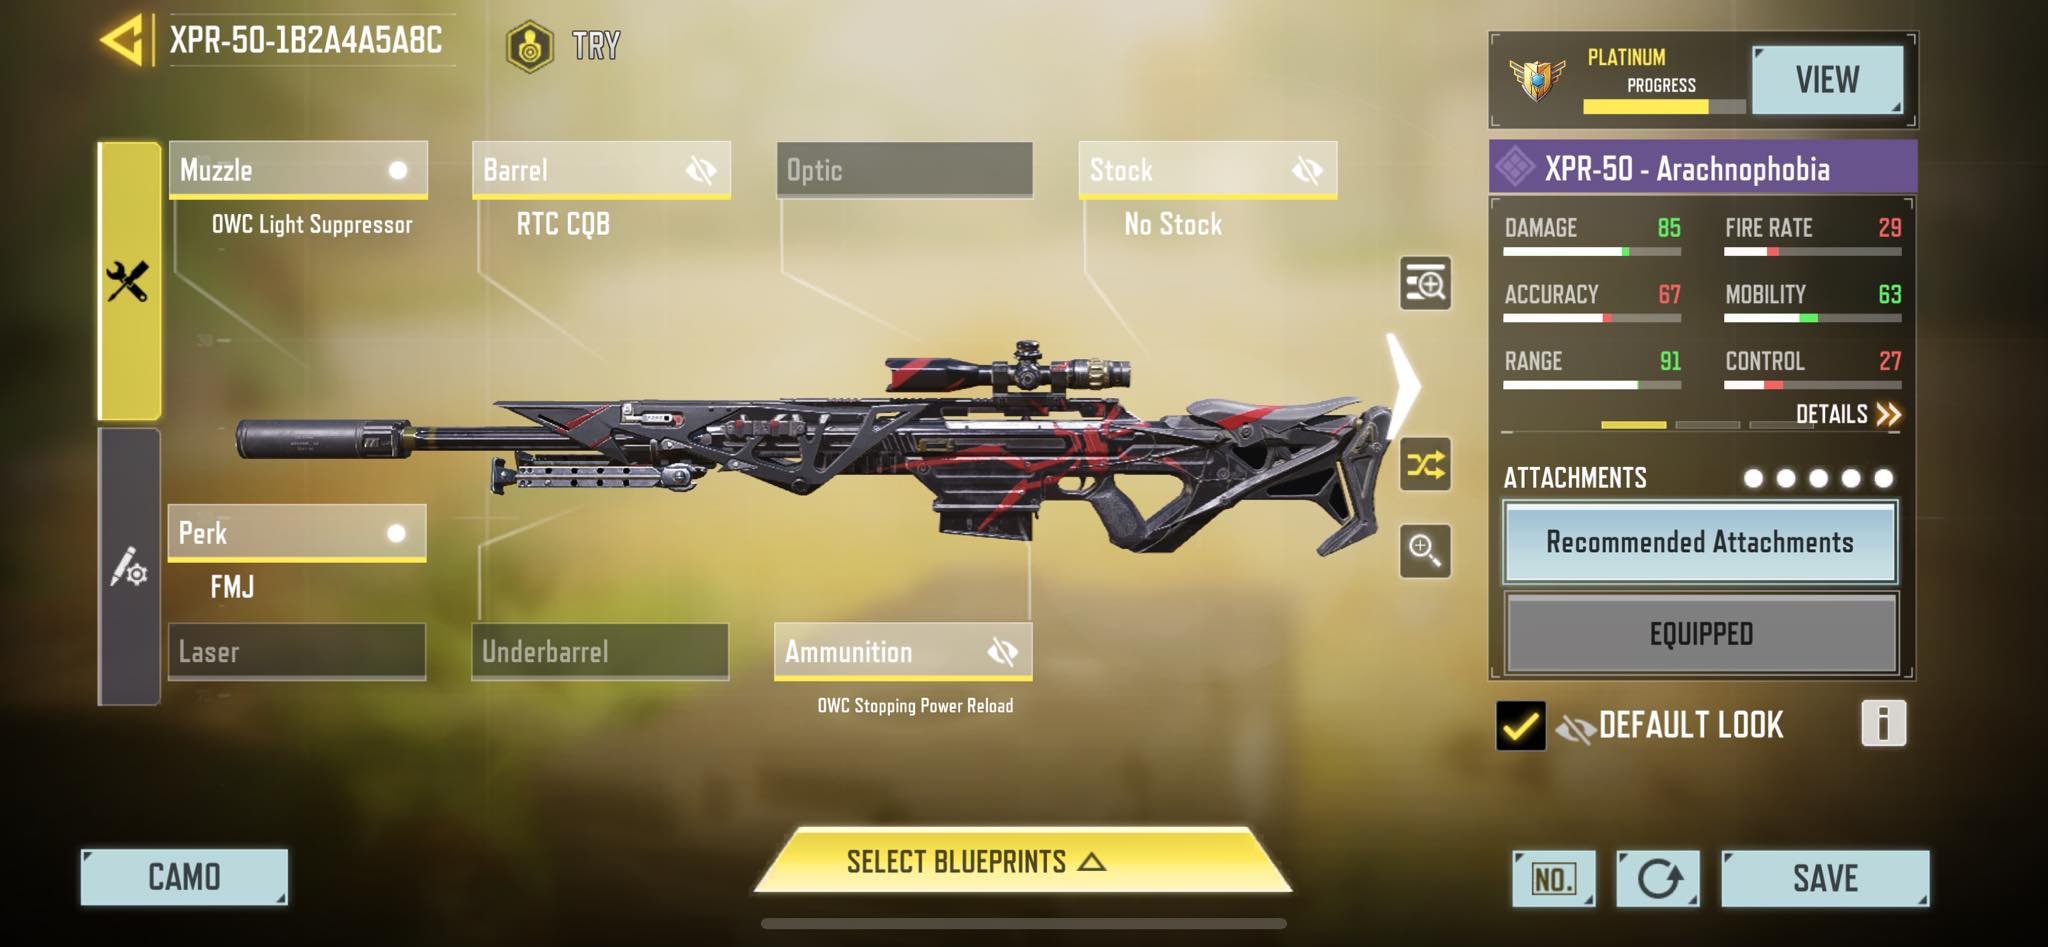 XPR-50-1B2A4A5A8C
TRY
PLATINUM
PROGRESS
VIEW
Muzzle
OWC Light Suppressor
Barrel
RTC CQB
Optic
Stock
No Stock
XPR-50 - Arachnophobia
DAMAGE 85
FIRE RATE 29
ACCURACY 67
MOBILITY 63
RANGE 91
CONTROL 27
DETAILS
ATTACHMENTS
Recommended Attachments
EQUIPPED
Perk
FMJ
Laser
Underbarrel
Ammunition
OWC Stopping Power Reload
DEFAULT LOOK
CAMO
SELECT BLUEPRINTS
NO.
SAVE